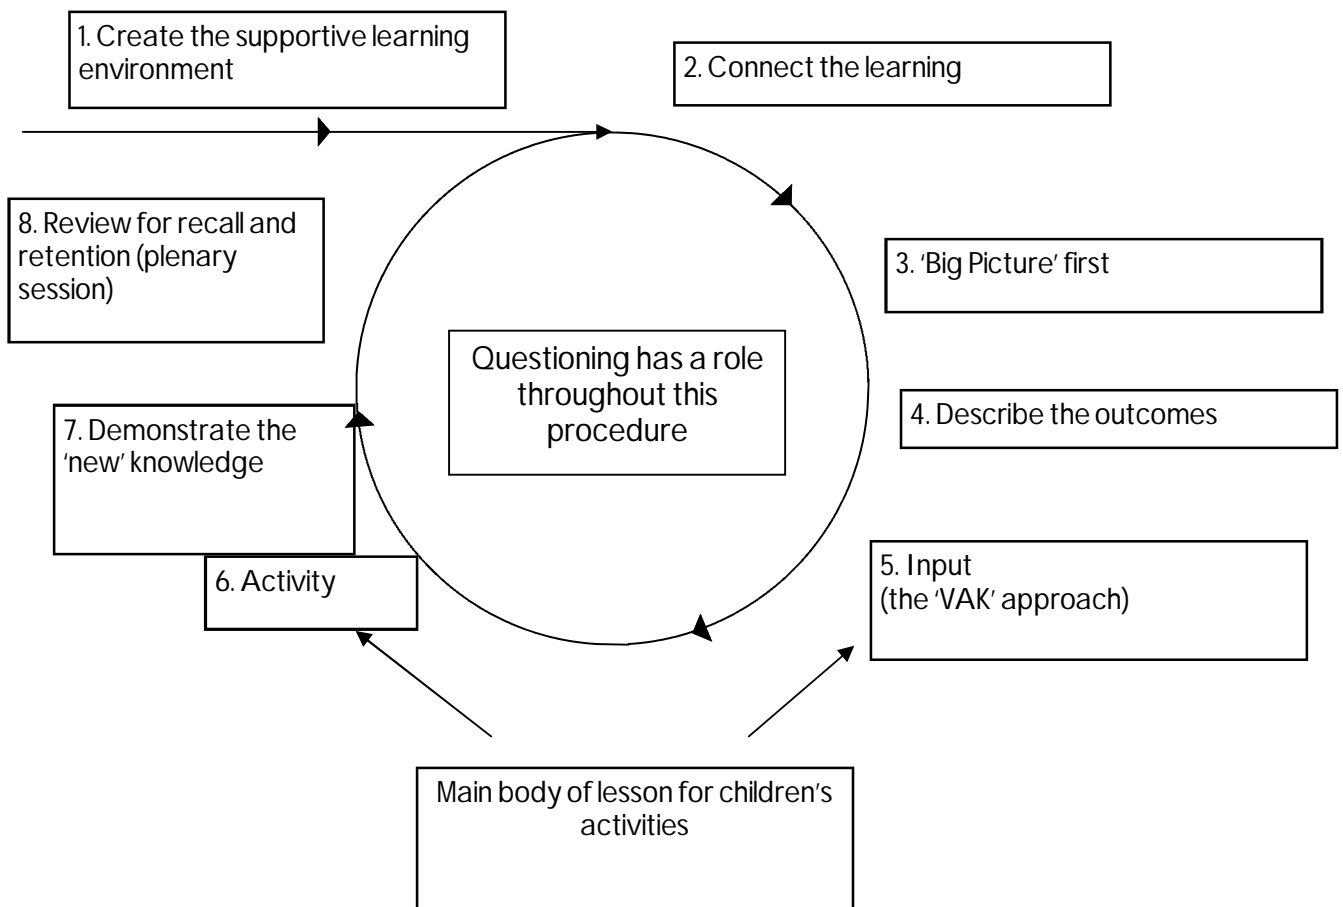 1. Create the supportive learning
environment
2. Connect the learning
3. ‘Big Picture’ first
4. Describe the outcomes
5. Input
(the ‘VAK’ approach)
6. Activity
7. Demonstrate the
‘new’ knowledge
8. Review for recall and
retention (plenary
session)
Questioning has a role
throughout this
procedure
Main body of lesson for children’s
activities